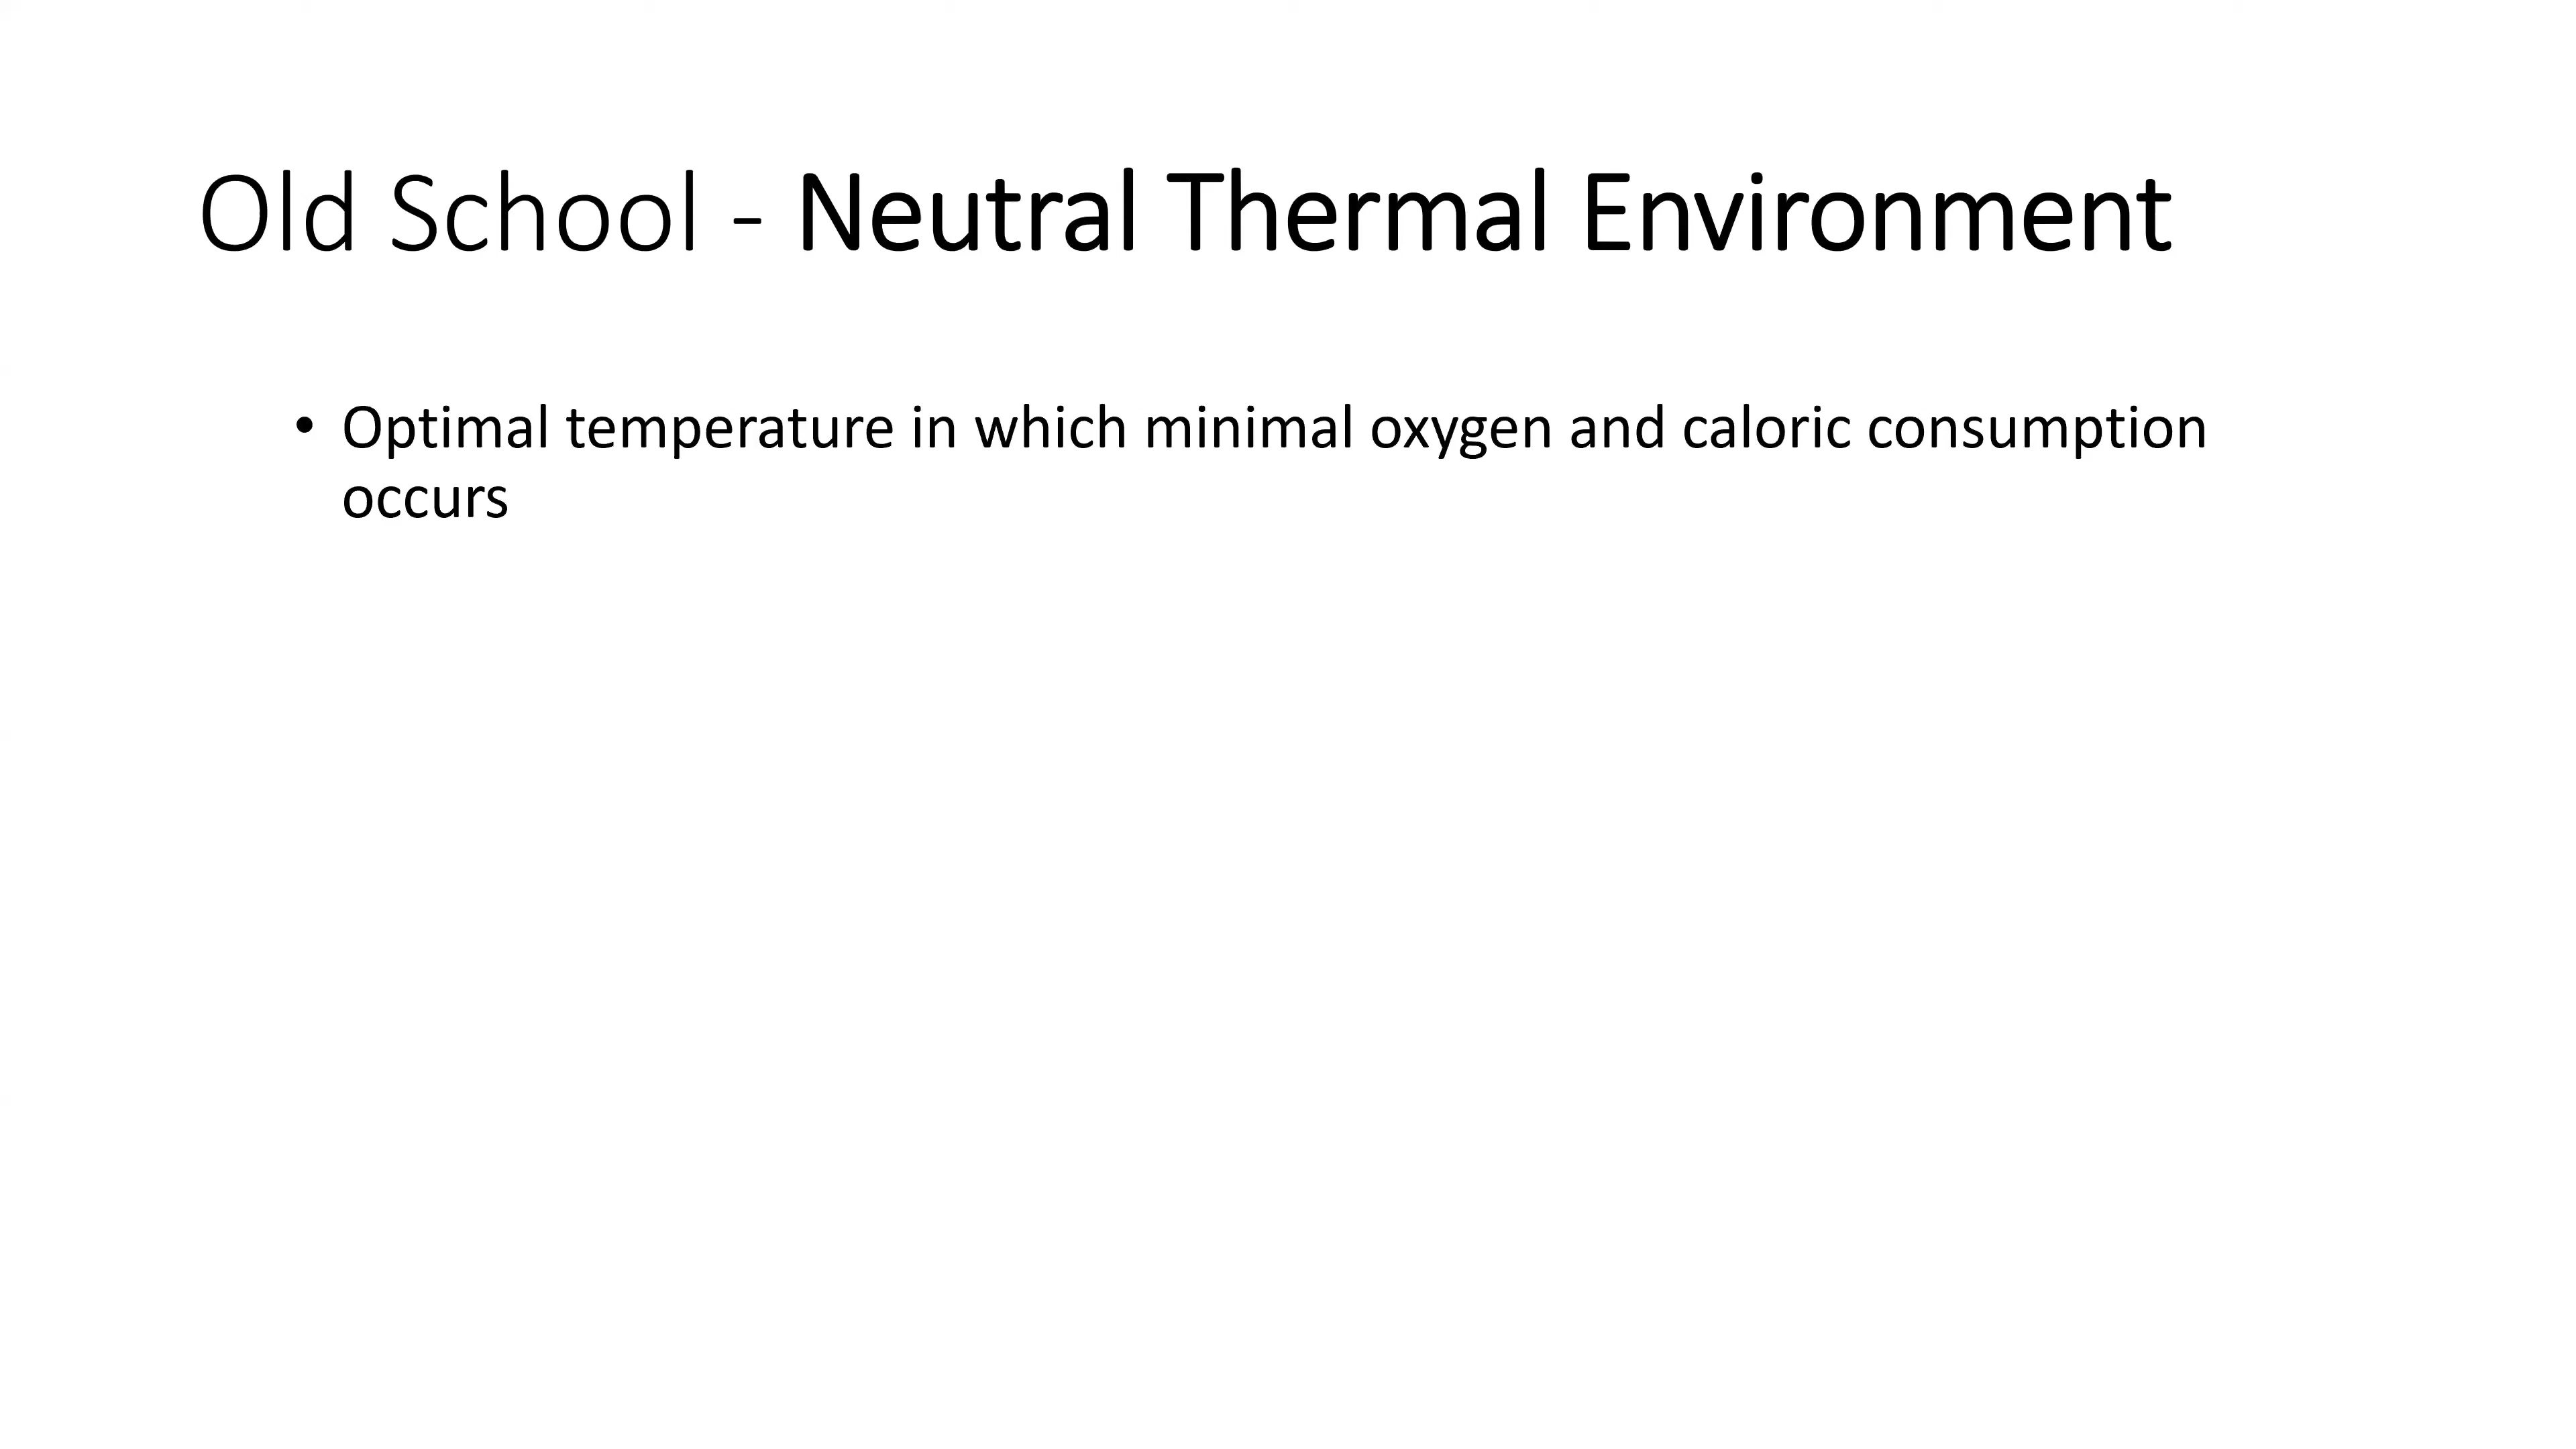 Old School - Neutral Thermal Environment
• Optimal temperature in which minimal oxygen and caloric consumption
occurs